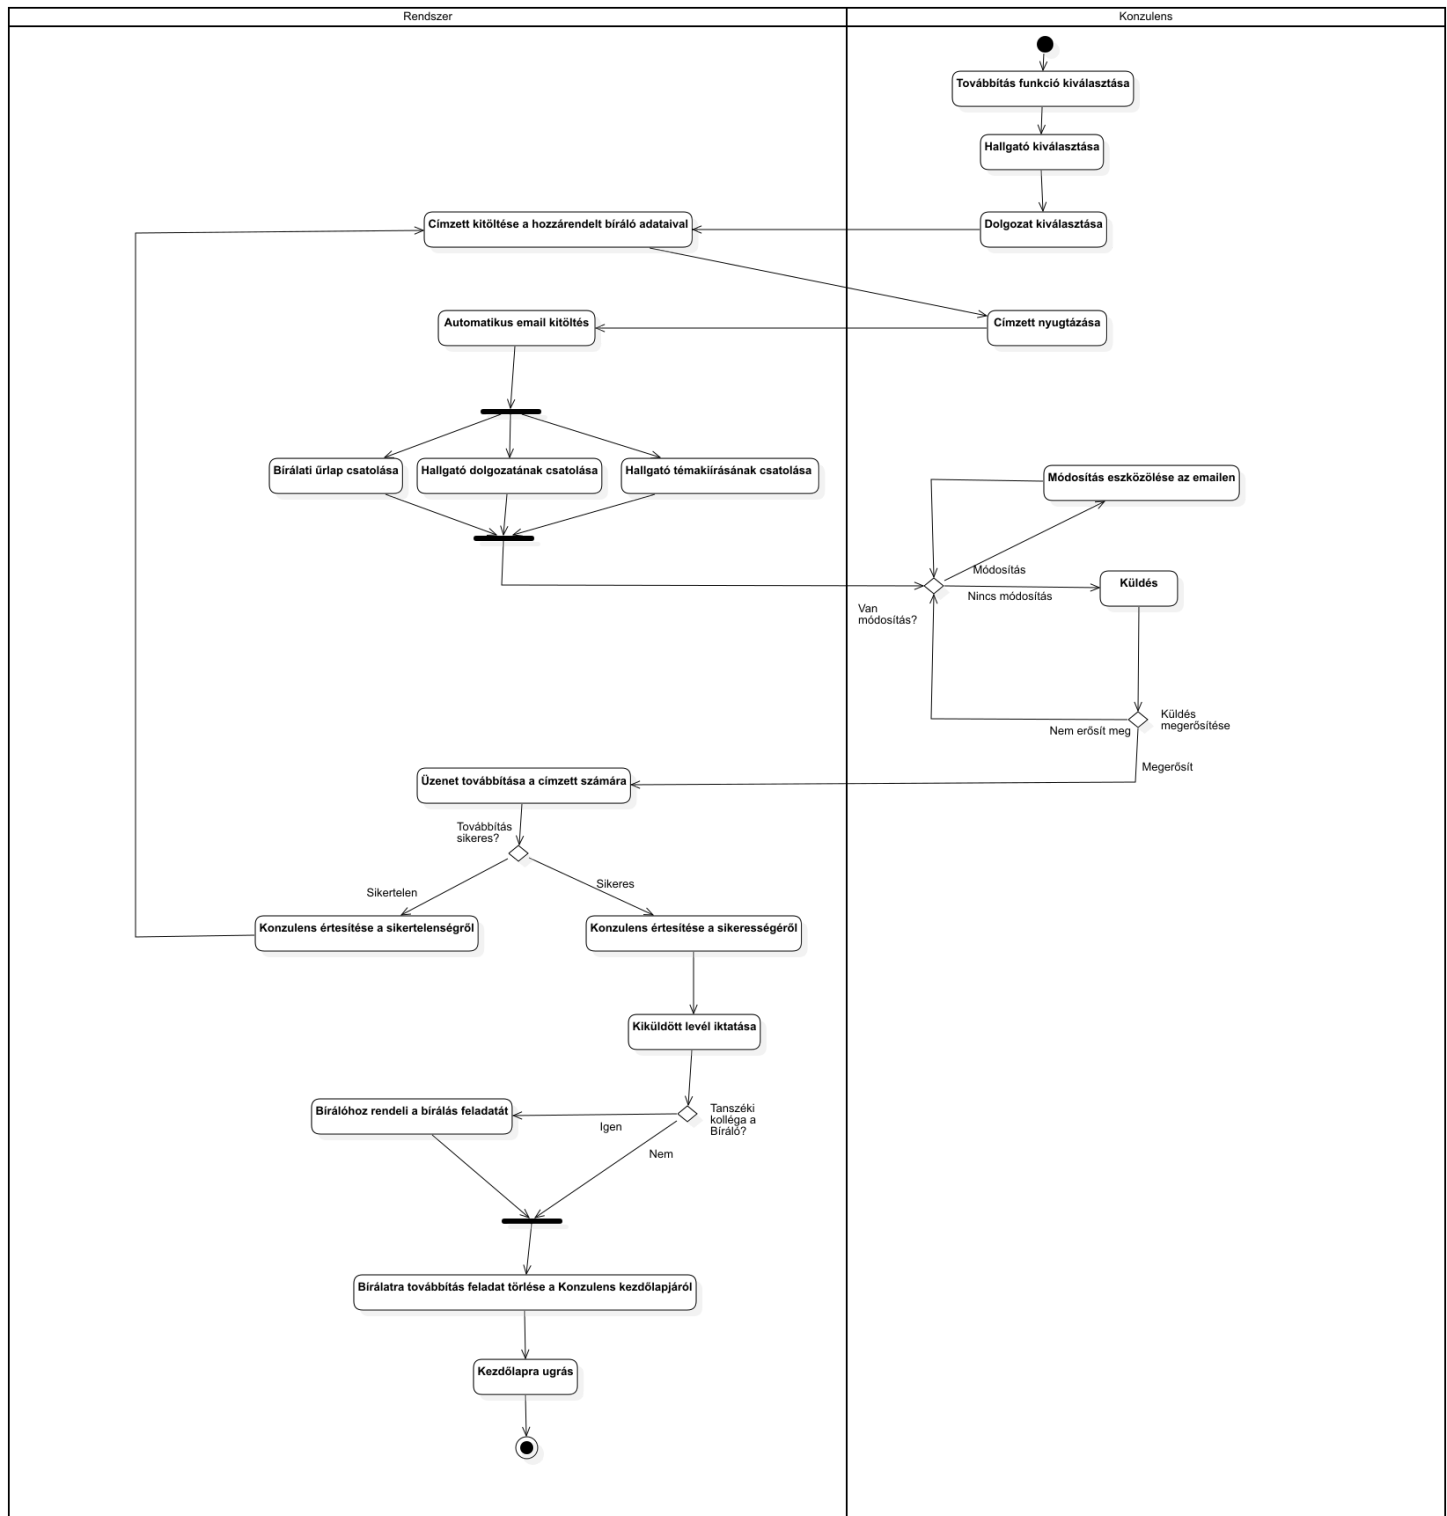 Rendszer
Konzulens
Továbbítás funkció kiválasztása
Hallgató kiválasztása
Címzett kitöltése a hozzárendelt bíráló adataival
Dolgozat kiválasztása
Automatikus email kitöltés
Címzett nyugtázása
Bírálati űrlap csatolása
Hallgató dolgozatának csatolása
Hallgató témakiírásának csatolása
Módosítás eszközölése az emailen
Módosítás
Küldés
Nincs módosítás
Van
módosítás?
Küldés
megerősítése
Nem erősít meg
Megerősít
Üzenet továbbítása a címzett számára
Továbbítás
sikeres?
Sikertelen
Sikeres
Konzulens értesítése a sikertelenségről
Konzulens értesítése a sikerességéről
Kiküldött levél iktatása
Bírálóhoz rendeli a bírálás feladatát
Tanszéki
kolléga a
Bíráló?
Igen
Nem
Bírálatra továbbítás feladat törlése a Konzulens kezdőlapjáról
Kezdőlapra ugrás